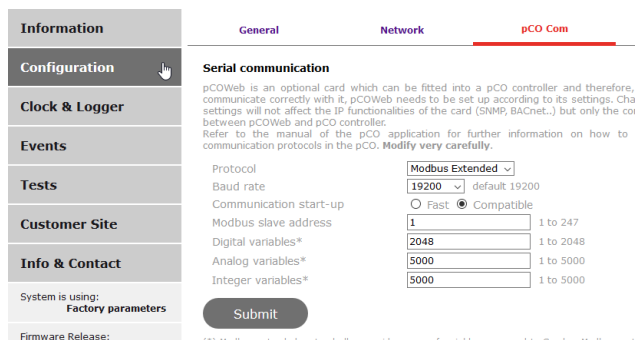 Information
Configuration
Clock & Logger
Events
Tests
Customer Site
Info & Contact
System is using:
Factory parameters
Firmware Release:
General
Network
pCO Com
Serial communication
pCOWeb is an optional card which can be fitted into a pCO controller and therefore,
communicate correctly with it, pCOWeb needs to be set up according to its settings. Cha
settings will not affect the IP functionalities of the card (SNMP, BACnet..) but only the co
between pCOWeb and pCO controller.
Refer to the manual of the pCO application for further information on how to
communication protocols in the pCO. Modify very carefully.
Protocol Modbus Extended
Baud rate 19200 default 19200
Communication start-up Fast Compatible
Modbus slave address 1 1 to 247
Digital variables* 2048 1 to 2048
Analog variables* 5000 1 to 5000
Integer variables* 5000 1 to 5000
Submit